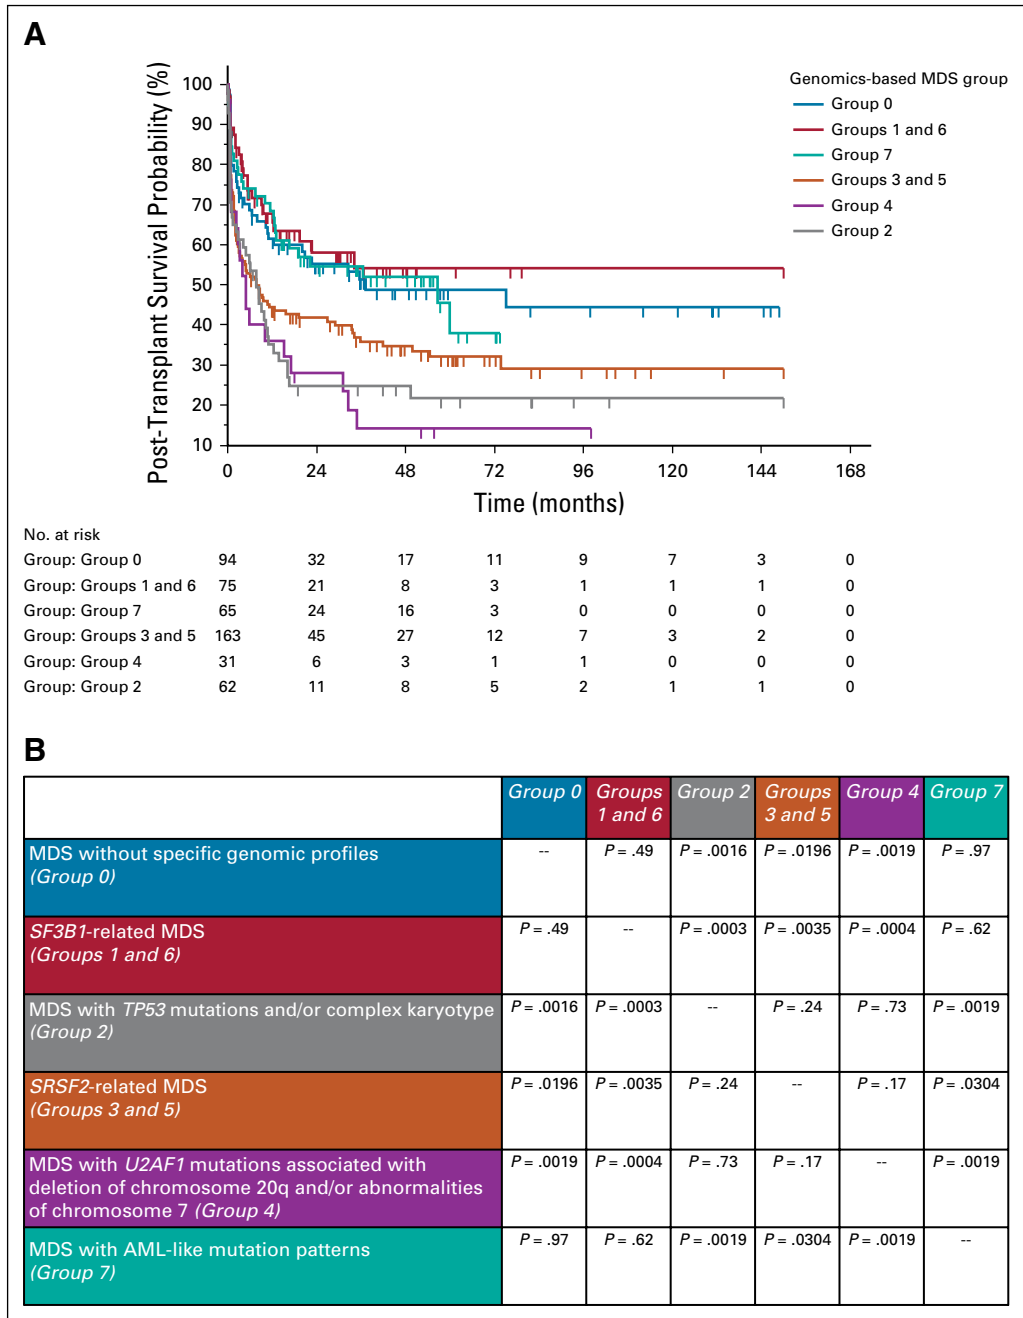 A
Post-Transplant Survival Probability (%)
100
90
80
70
60
50
40
30
20
10
0 24 48 72 96 120 144 168
Time (months)
Genomics-based MDS group
Group 0
Groups 1 and 6
Group 7
Groups 3 and 5
Group 4
Group 2
No. at risk
Group: Group 0 94 32 17 11 9 7 3 0
Group: Groups 1 and 6 75 21 8 3 1 1 1 0
Group: Group 7 65 24 16 3 0 0 0 0
Group: Groups 3 and 5 163 45 27 12 7 3 2 0
Group: Group 4 31 6 3 1 1 0 0 0
Group: Group 2 62 11 8 5 2 1 1 0
B
Group 0 Groups 1 and 6 Group 2 Groups 3 and 5 Group 4 Group 7
MDS without specific genomic profiles
(Group 0)
-- P = .49 P = .0016 P = .0196 P = .0019 P = .97
SF3B1-related MDS
(Groups 1 and 6)
P = .49 -- P = .0003 P = .0035 P = .0004 P = .62
MDS with TP53 mutations and/or complex karyotype
(Group 2)
P = .0016 P = .0003 -- P = .24 P = .73 P = .0019
SRSF2-related MDS
(Groups 3 and 5)
P = .0196 P = .0035 P = .24 -- P = .17 P = .0304
MDS with U2AF1 mutations associated with
deletion of chromosome 20q and/or abnormalities
of chromosome 7 (Group 4)
P = .0019 P = .0004 P = .73 P = .17 -- P = .0019
MDS with AML-like mutation patterns
(Group 7)
P = .97 P = .62 P = .0019 P = .0304 P = .0019 --